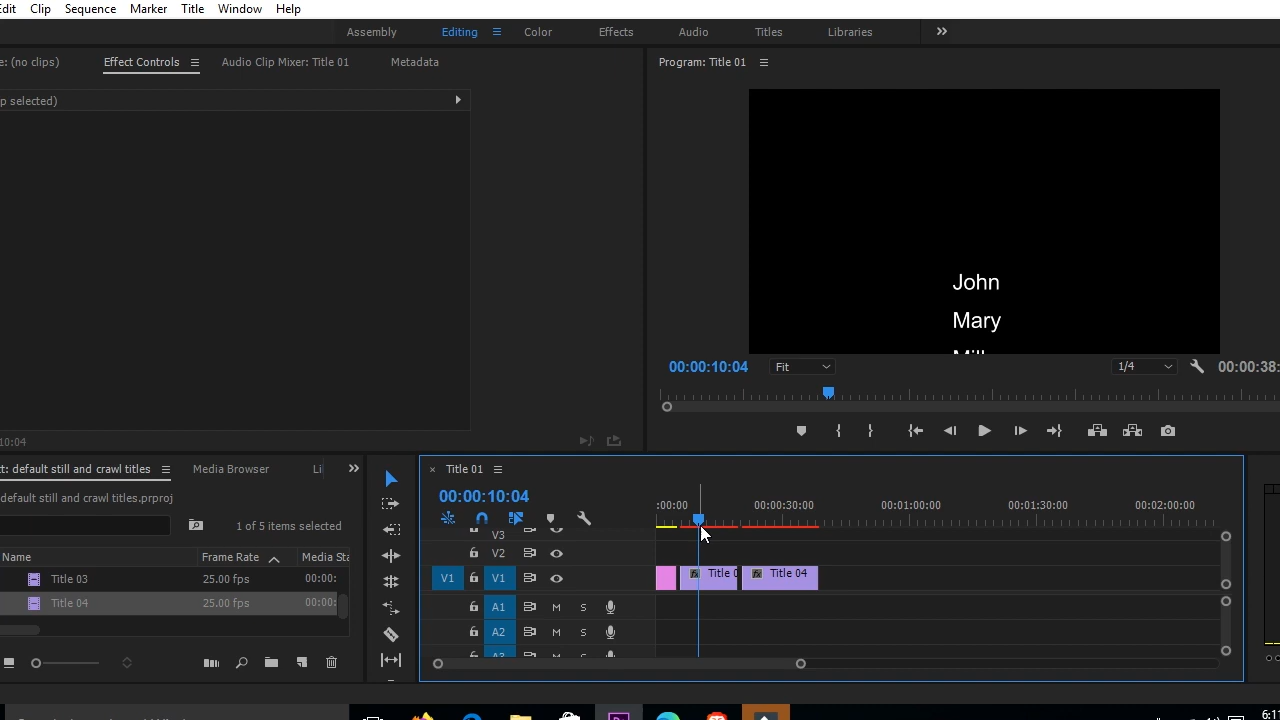 Edit Clip Sequence Marker Title Window Help
Assembly Editing Color Effects Audio Titles Libraries
e: (no clips) Effect Controls Audio Clip Mixer: Title 01 Metadata
Program: Title 01
p selected)
John
Mary
00:00:10:04 Fit 1/4 00:00:38:
10:04
ct: default still and crawl titles Media Browser Li
default still and crawl titles.prproj
1 of 5 items selected
Name Frame Rate Media Sta
Title 03 25.00 fps 00:00:
Title 04 25.00 fps 00:00:
× Title 01
00:00:10:04
:00:00 00:00:30:00 00:01:00:00 00:01:30:00 00:02:00:00
V3
V2
V1 V1 Title 0 Title 04
A1 M S
A2 M S
A3
6:1